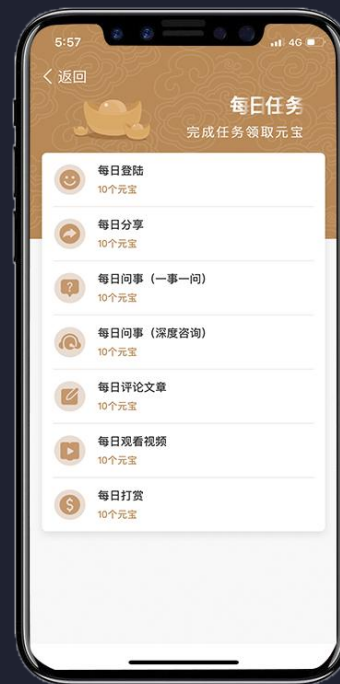 5:57
4G
返回
每日任务
完成任务领取元宝
每日登陆
10个元宝
每日分享
10个元宝
每日问事（一事一问）
10个元宝
每日问事（深度咨询）
10个元宝
每日评论文章
10个元宝
每日观看视频
10个元宝
每日打赏
10个元宝